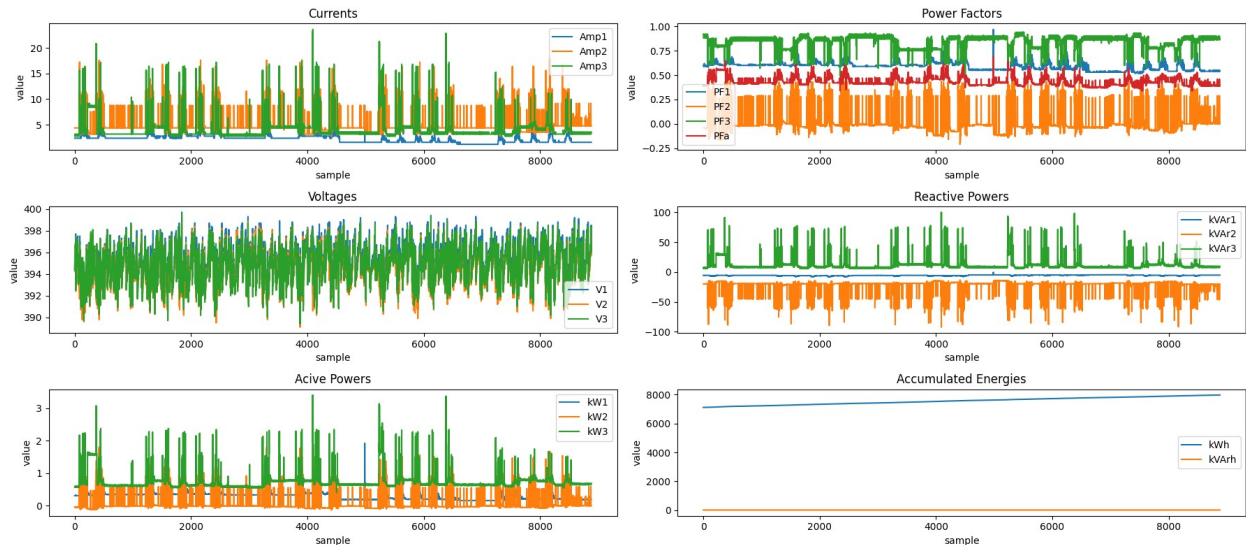 Currents
value
20
15
10
5
Amp1
Amp2
Amp3
0
2000
4000
6000
8000
sample
Power Factors
value
1.00
0.75
0.50
0.25
0.00
−0.25
PF1
PF2
PF3
PFa
0
2000
4000
6000
8000
sample
Voltages
value
400
398
396
394
392
390
V1
V2
V3
0
2000
4000
6000
8000
sample
Reactive Powers
value
100
50
0
−50
−100
kVAr1
kVAr2
kVAr3
0
2000
4000
6000
8000
sample
Acive Powers
value
3
2
1
0
kW1
kW2
kW3
0
2000
4000
6000
8000
sample
Accumulated Energies
value
8000
6000
4000
2000
0
kWh
kVArh
0
2000
4000
6000
8000
sample